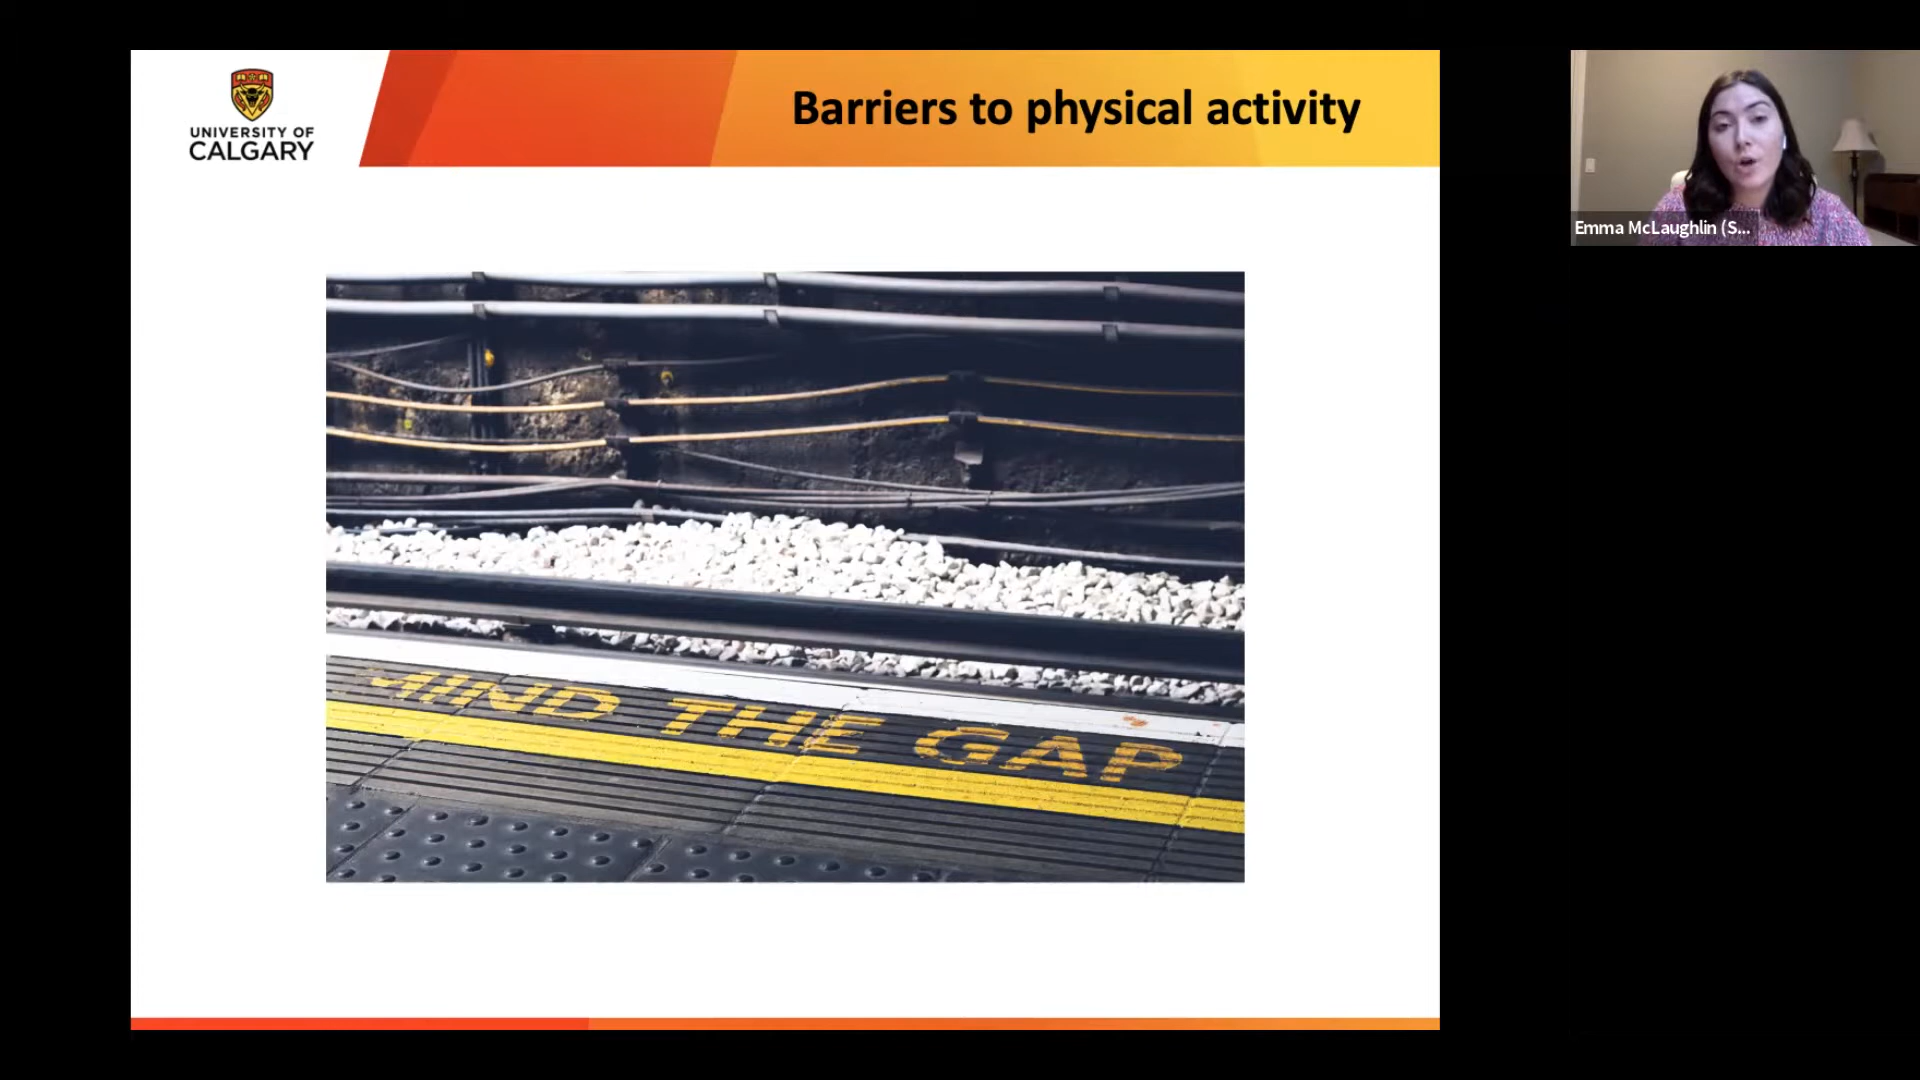 UNIVERSITY OF
CALGARY
Barriers to physical activity
Emma McLaughlin (S...
MIND THE GAP